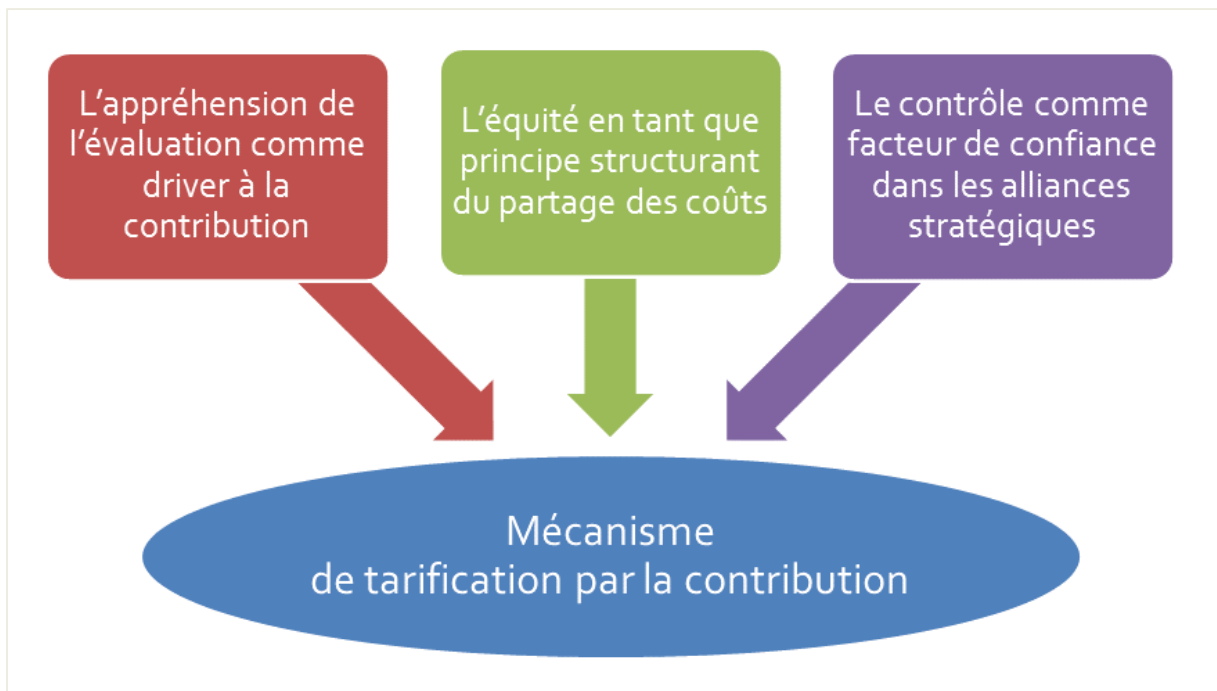 L'appréhension de
l'évaluation comme
driver à la
contribution
L'équité en tant que
principe structurant
du partage des coûts
Le contrôle comme
facteur de confiance
dans les alliances
stratégiques
Mécanisme
de tarification par la contribution